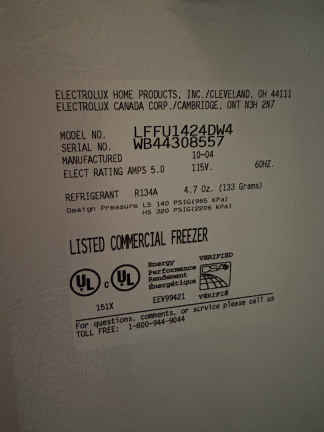 ELECTROLUX HOME PRODUCTS, INC./CLEVELAND, OH 44111
ELECTROLUX CANADA CORP./CAMBRIDGE, ONT N3H 2N7
MODEL NO. LFFU1424DW4
SERIAL NO. WB44308557
MANUFACTURED 10-04
ELECT RATING AMPS 5.0 115V. 60HZ.
REFRIGERANT R134A 4.7 Oz. (133 Grams)
Design Pressure LS 140 PSIG(965 KPa)
HS 320 PSIG(2206 KPa)
LISTED COMMERCIAL FREEZER
UL c UL
Energy Performance
Rendement Énergétique
VERIFIED
VÉRIFIÉ
151X EEV99421
For questions, comments, or service please call us
TOLL FREE: 1-800-944-9044